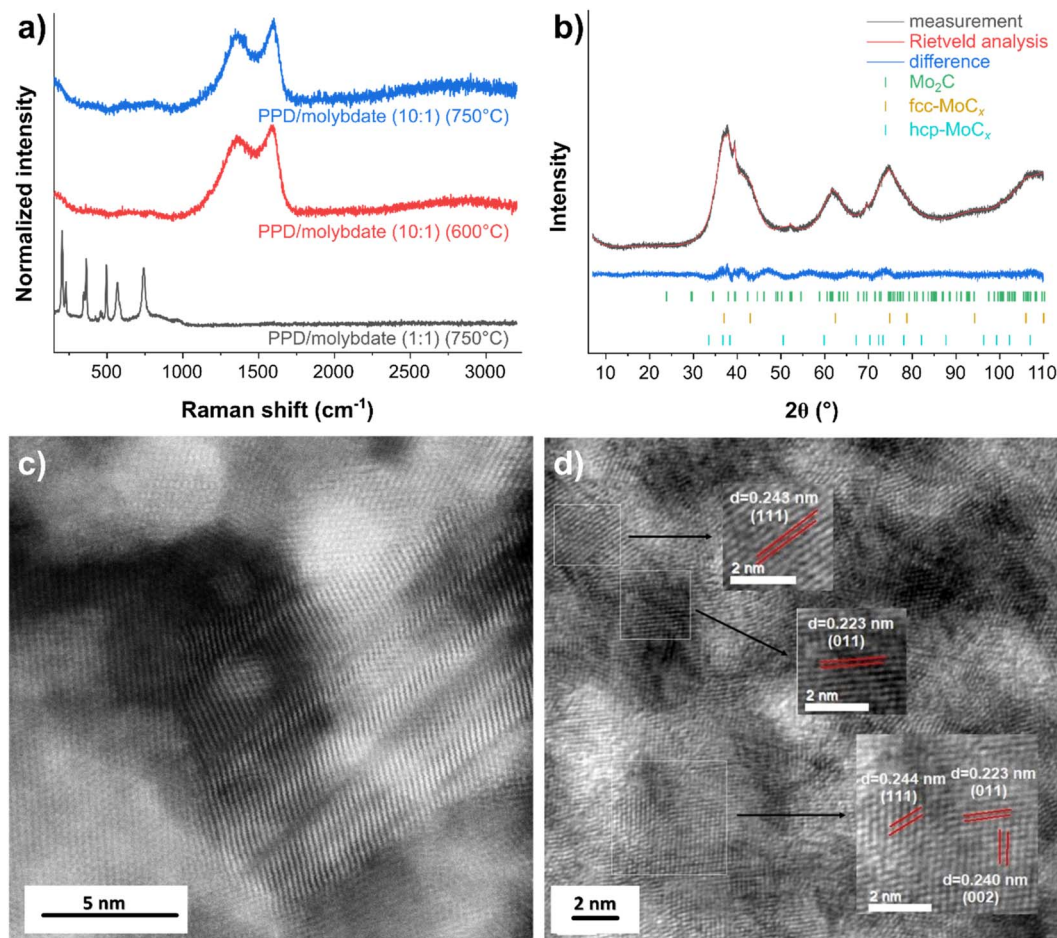 a)
Normalized intensity
PPD/molybdate (10:1) (750°C)
PPD/molybdate (10:1) (600°C)
PPD/molybdate (1:1) (750°C)
500 1000 1500 2000 2500 3000
Raman shift (cm⁻¹)
b)
Intensity
measurement
Rietveld analysis
difference
Mo₂C
fcc-MoCₓ
hcp-MoCₓ
10 20 30 40 50 60 70 80 90 100 110
2θ (°)
c)
5 nm
d)
d=0.243 nm
(111)
2 nm
d=0.223 nm
(011)
2 nm
d=0.244 nm
(111)
d=0.223 nm
(011)
d=0.240 nm
(002)
2 nm
2 nm